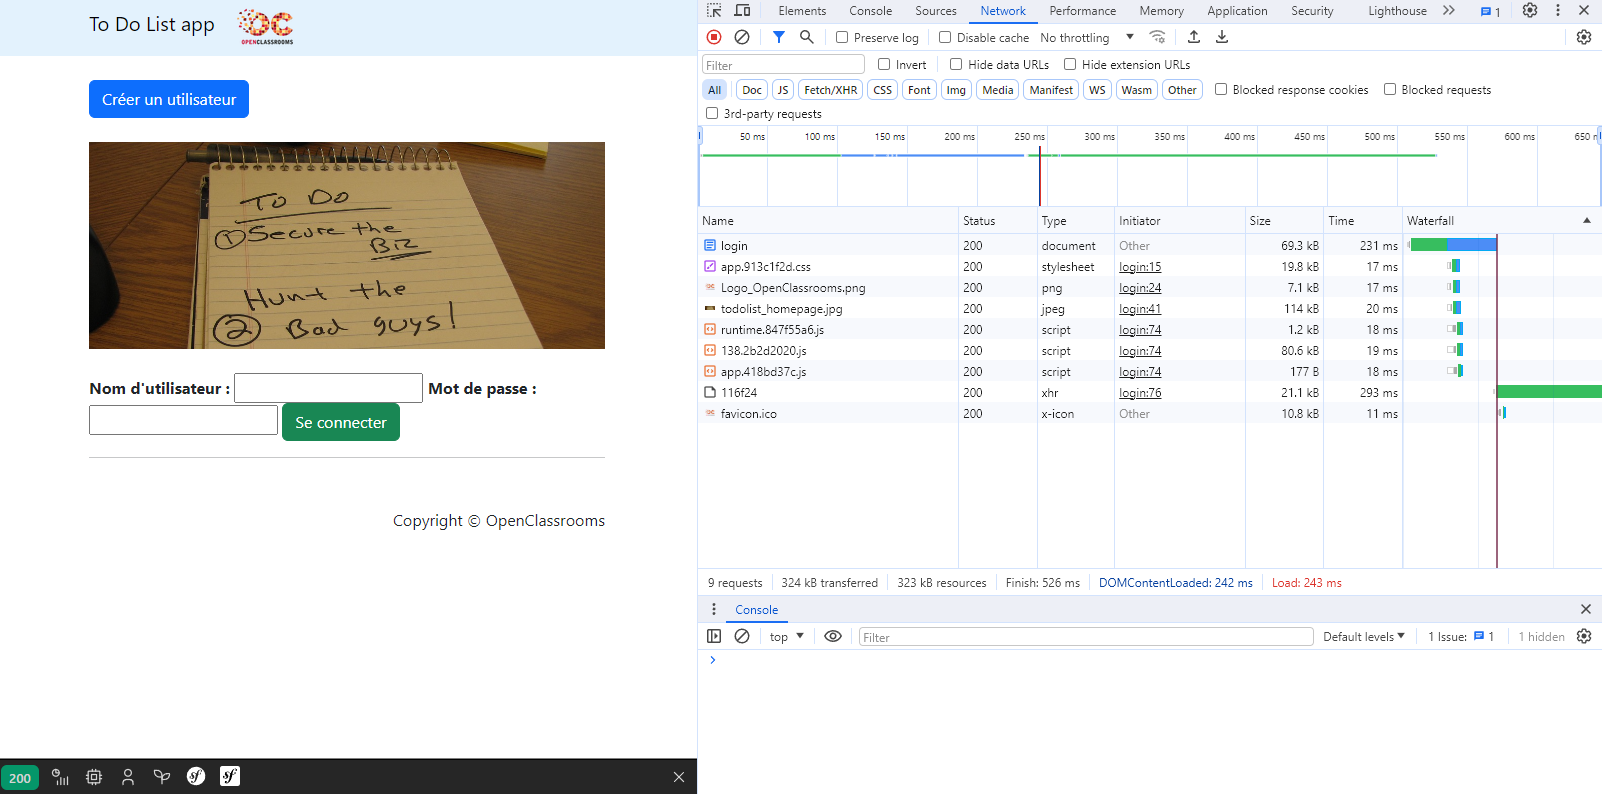 To Do List app
OC
OPENCLASSROOMS
Créer un utilisateur
To Do
① Secure the
Biz
Hunt the
② Bad guys!
Nom d'utilisateur :
Mot de passe :
Se connecter
Copyright © OpenClassrooms
200
sf
sf
Elements Console Sources Network Performance Memory Application Security Lighthouse 1
Preserve log Disable cache No throttling
Filter Invert Hide data URLs Hide extension URLs
All Doc JS Fetch/XHR CSS Font Img Media Manifest WS Wasm Other Blocked response cookies Blocked requests
3rd-party requests
50 ms 100 ms 150 ms 200 ms 250 ms 300 ms 350 ms 400 ms 450 ms 500 ms 550 ms 600 ms 650
Name Status Type Initiator Size Time Waterfall
login 200 document Other 69.3 kB 231 ms
app.913c1f2d.css 200 stylesheet login:15 19.8 kB 17 ms
Logo_OpenClassrooms.png 200 png login:24 7.1 kB 17 ms
todolist_homepage.jpg 200 jpeg login:41 114 kB 20 ms
runtime.847f55a6.js 200 script login:74 1.2 kB 18 ms
138.2b2d2020.js 200 script login:74 80.6 kB 19 ms
app.418bd37c.js 200 script login:74 177 B 18 ms
116f24 200 xhr login:76 21.1 kB 293 ms
favicon.ico 200 x-icon Other 10.8 kB 11 ms
9 requests 324 kB transferred 323 kB resources Finish: 526 ms DOMContentLoaded: 242 ms Load: 243 ms
Console
top Filter Default levels 1 Issue: 1 1 hidden